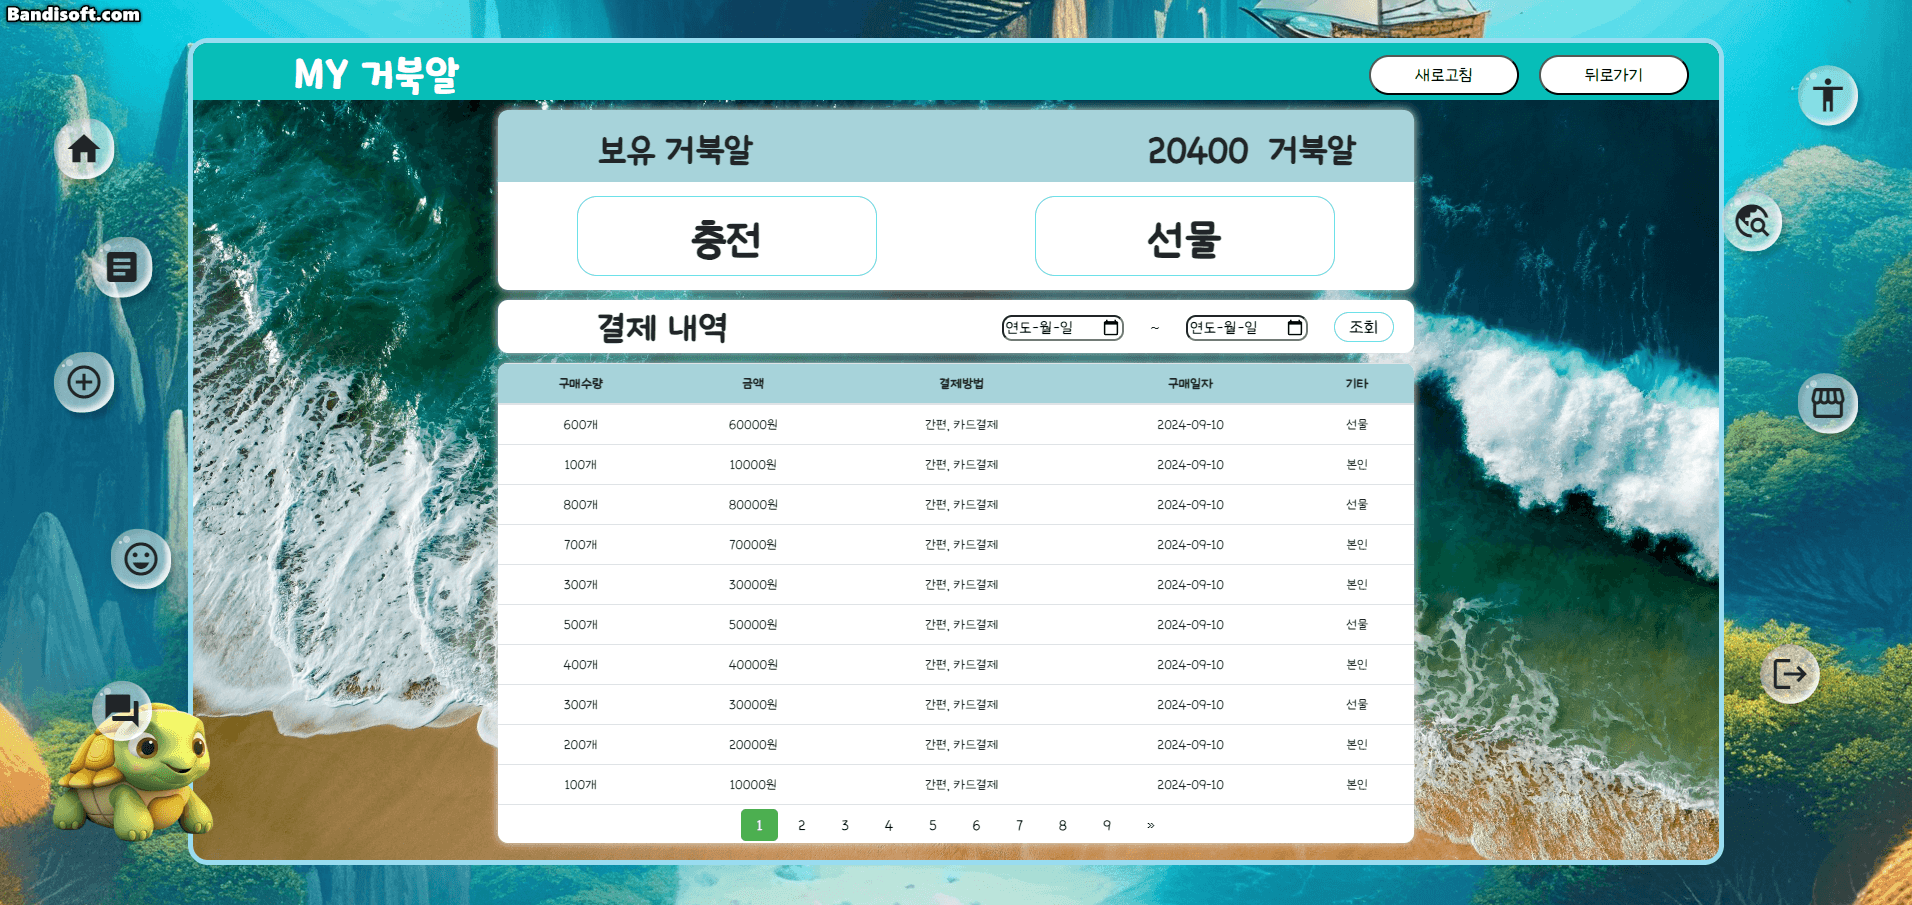 Bandisoft.com
MY 거북알
새로고침 뒤로가기
보유 거북알 20400 거북알
충전 선물
결제 내역 연도-월-일 ~ 연도-월-일 조회
구매수량 금액 결제방법 구매일자 기타
600개 60000원 간편, 카드결제 2024-09-10 선물
100개 10000원 간편, 카드결제 2024-09-10 본인
800개 80000원 간편, 카드결제 2024-09-10 선물
700개 70000원 간편, 카드결제 2024-09-10 본인
300개 30000원 간편, 카드결제 2024-09-10 본인
500개 50000원 간편, 카드결제 2024-09-10 선물
400개 40000원 간편, 카드결제 2024-09-10 본인
300개 30000원 간편, 카드결제 2024-09-10 선물
200개 20000원 간편, 카드결제 2024-09-10 본인
100개 10000원 간편, 카드결제 2024-09-10 본인
1 2 3 4 5 6 7 8 9 »